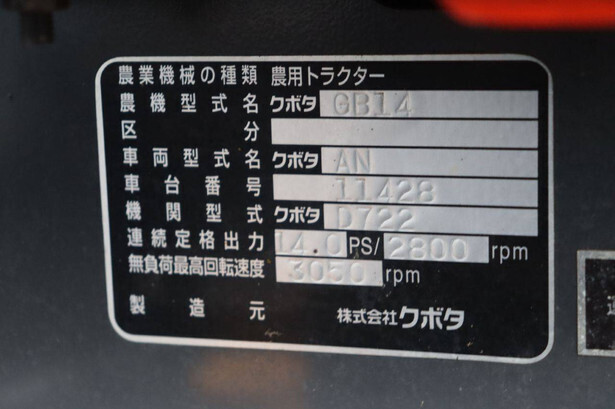 農業機械の種類 農用トラクター
農機型式名 クボタ GB14
区分
車両型式名 クボタ AN
車台番号 11428
機関型式 クボタ D722
連続定格出力 14.0 PS/ 2800 rpm
無負荷最高回転速度 3050 rpm
製造元 株式会社クボタ